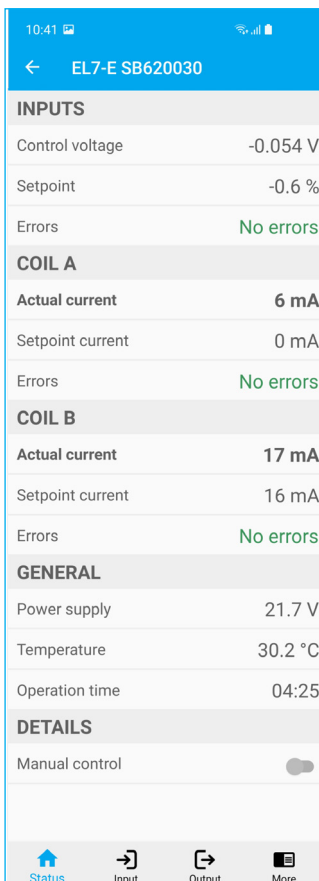 10:41
EL7-E SB620030
INPUTS
Control voltage -0.054 V
Setpoint -0.6 %
Errors No errors
COIL A
Actual current 6 mA
Setpoint current 0 mA
Errors No errors
COIL B
Actual current 17 mA
Setpoint current 16 mA
Errors No errors
GENERAL
Power supply 21.7 V
Temperature 30.2 °C
Operation time 04:25
DETAILS
Manual control
Status Input Output More